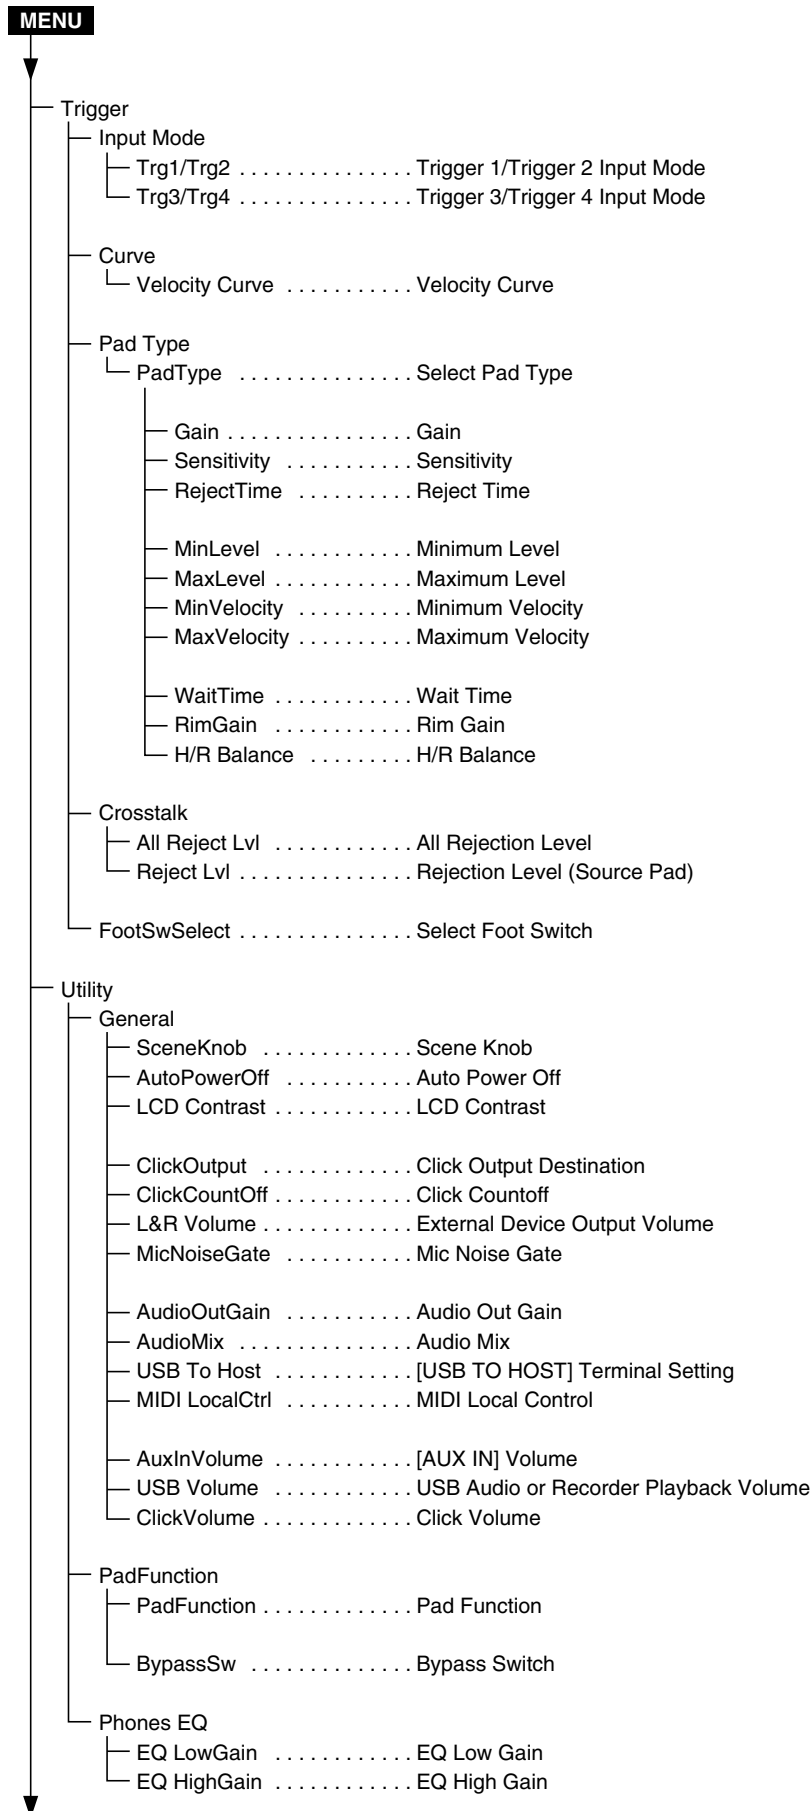 MENU
Trigger
Input Mode
Trg1/Trg2 . . . . . . . . . . . . . . . Trigger 1/Trigger 2 Input Mode
Trg3/Trg4 . . . . . . . . . . . . . . . Trigger 3/Trigger 4 Input Mode
Curve
Velocity Curve . . . . . . . . . . . Velocity Curve
Pad Type
PadType . . . . . . . . . . . . . . . Select Pad Type
Gain . . . . . . . . . . . . . . . . Gain
Sensitivity . . . . . . . . . . . Sensitivity
RejectTime . . . . . . . . . . Reject Time
MinLevel . . . . . . . . . . . . Minimum Level
MaxLevel . . . . . . . . . . . . Maximum Level
MinVelocity . . . . . . . . . . Minimum Velocity
MaxVelocity . . . . . . . . . . Maximum Velocity
WaitTime . . . . . . . . . . . . Wait Time
RimGain . . . . . . . . . . . . Rim Gain
H/R Balance . . . . . . . . . H/R Balance
Crosstalk
All Reject Lvl . . . . . . . . . . . . All Rejection Level
Reject Lvl . . . . . . . . . . . . . . . Rejection Level (Source Pad)
FootSwSelect . . . . . . . . . . . . . . . Select Foot Switch
Utility
General
SceneKnob . . . . . . . . . . . . . Scene Knob
AutoPowerOff . . . . . . . . . . . Auto Power Off
LCD Contrast . . . . . . . . . . . . LCD Contrast
ClickOutput . . . . . . . . . . . . . Click Output Destination
ClickCountOff . . . . . . . . . . . . Click Countoff
L&R Volume . . . . . . . . . . . . . External Device Output Volume
MicNoiseGate . . . . . . . . . . . Mic Noise Gate
AudioOutGain . . . . . . . . . . . Audio Out Gain
AudioMix . . . . . . . . . . . . . . . Audio Mix
USB To Host . . . . . . . . . . . . [USB TO HOST] Terminal Setting
MIDI LocalCtrl . . . . . . . . . . . MIDI Local Control
AuxInVolume . . . . . . . . . . . . [AUX IN] Volume
USB Volume . . . . . . . . . . . . USB Audio or Recorder Playback Volume
ClickVolume . . . . . . . . . . . . . Click Volume
PadFunction
PadFunction . . . . . . . . . . . . . Pad Function
BypassSw . . . . . . . . . . . . . . Bypass Switch
Phones EQ
EQ LowGain . . . . . . . . . . . . EQ Low Gain
EQ HighGain . . . . . . . . . . . . EQ High Gain